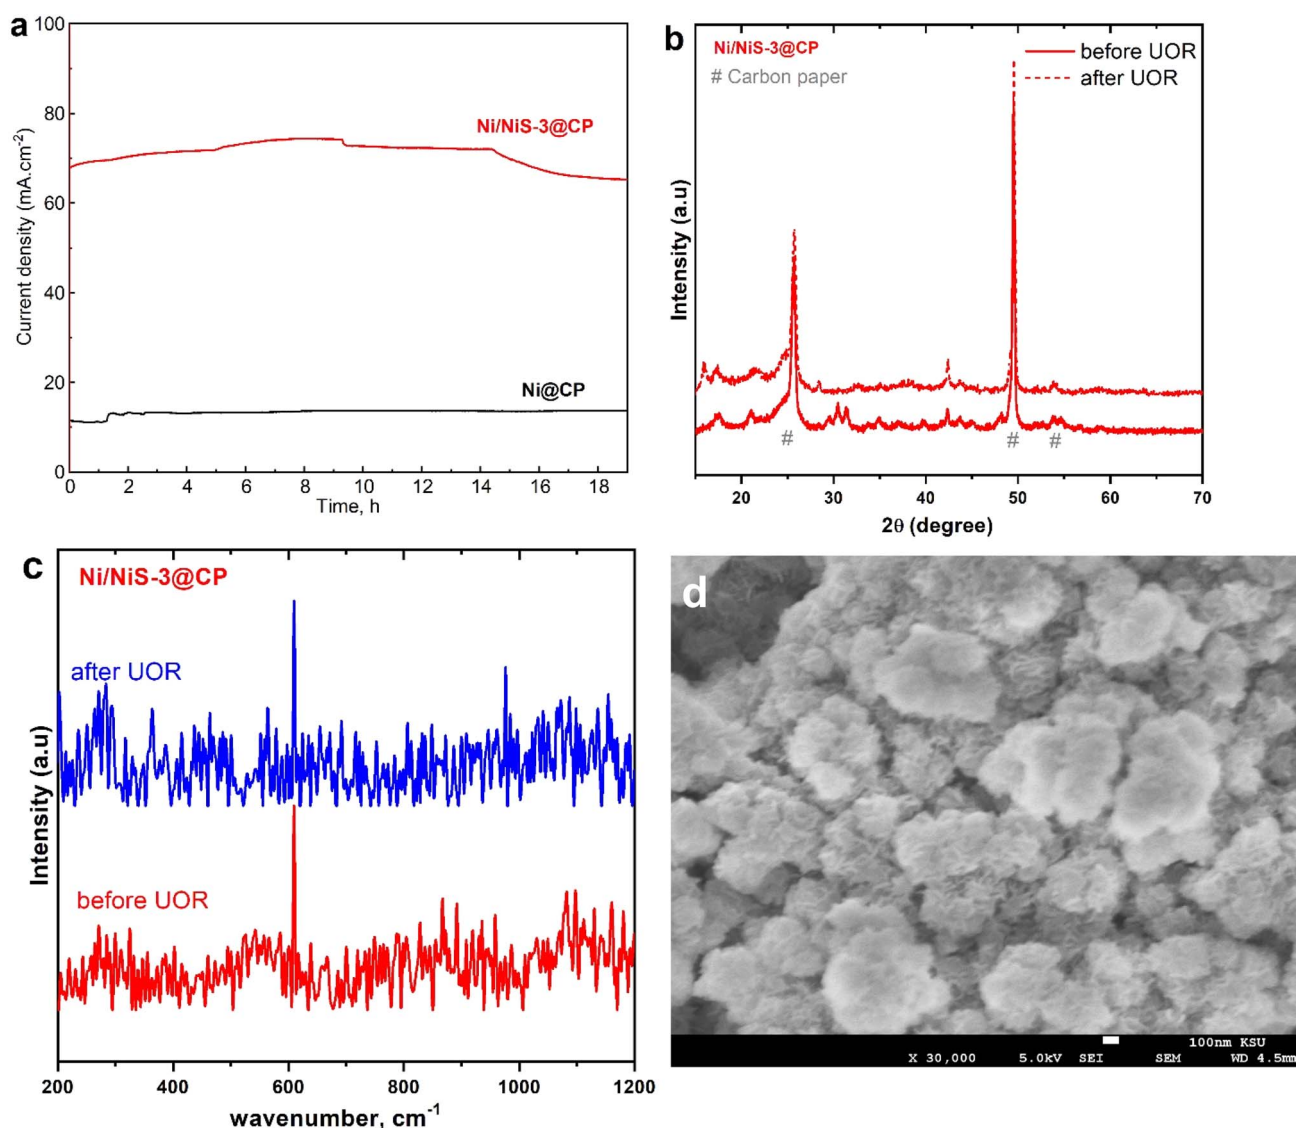 a
100
80
60
40
20
0
0 2 4 6 8 10 12 14 16 18
Current density (mA.cm-2)
Time, h
Ni/NiS-3@CP
Ni@CP
b
Ni/NiS-3@CP
# Carbon paper
before UOR
after UOR
# # #
Intensity (a.u)
20 30 40 50 60 70
2θ (degree)
c
Ni/NiS-3@CP
after UOR
before UOR
Intensity (a.u)
200 400 600 800 1000 1200
wavenumber, cm-1
d
100nm KSU
X 30,000 5.0kV SEI SEM WD 4.5mm